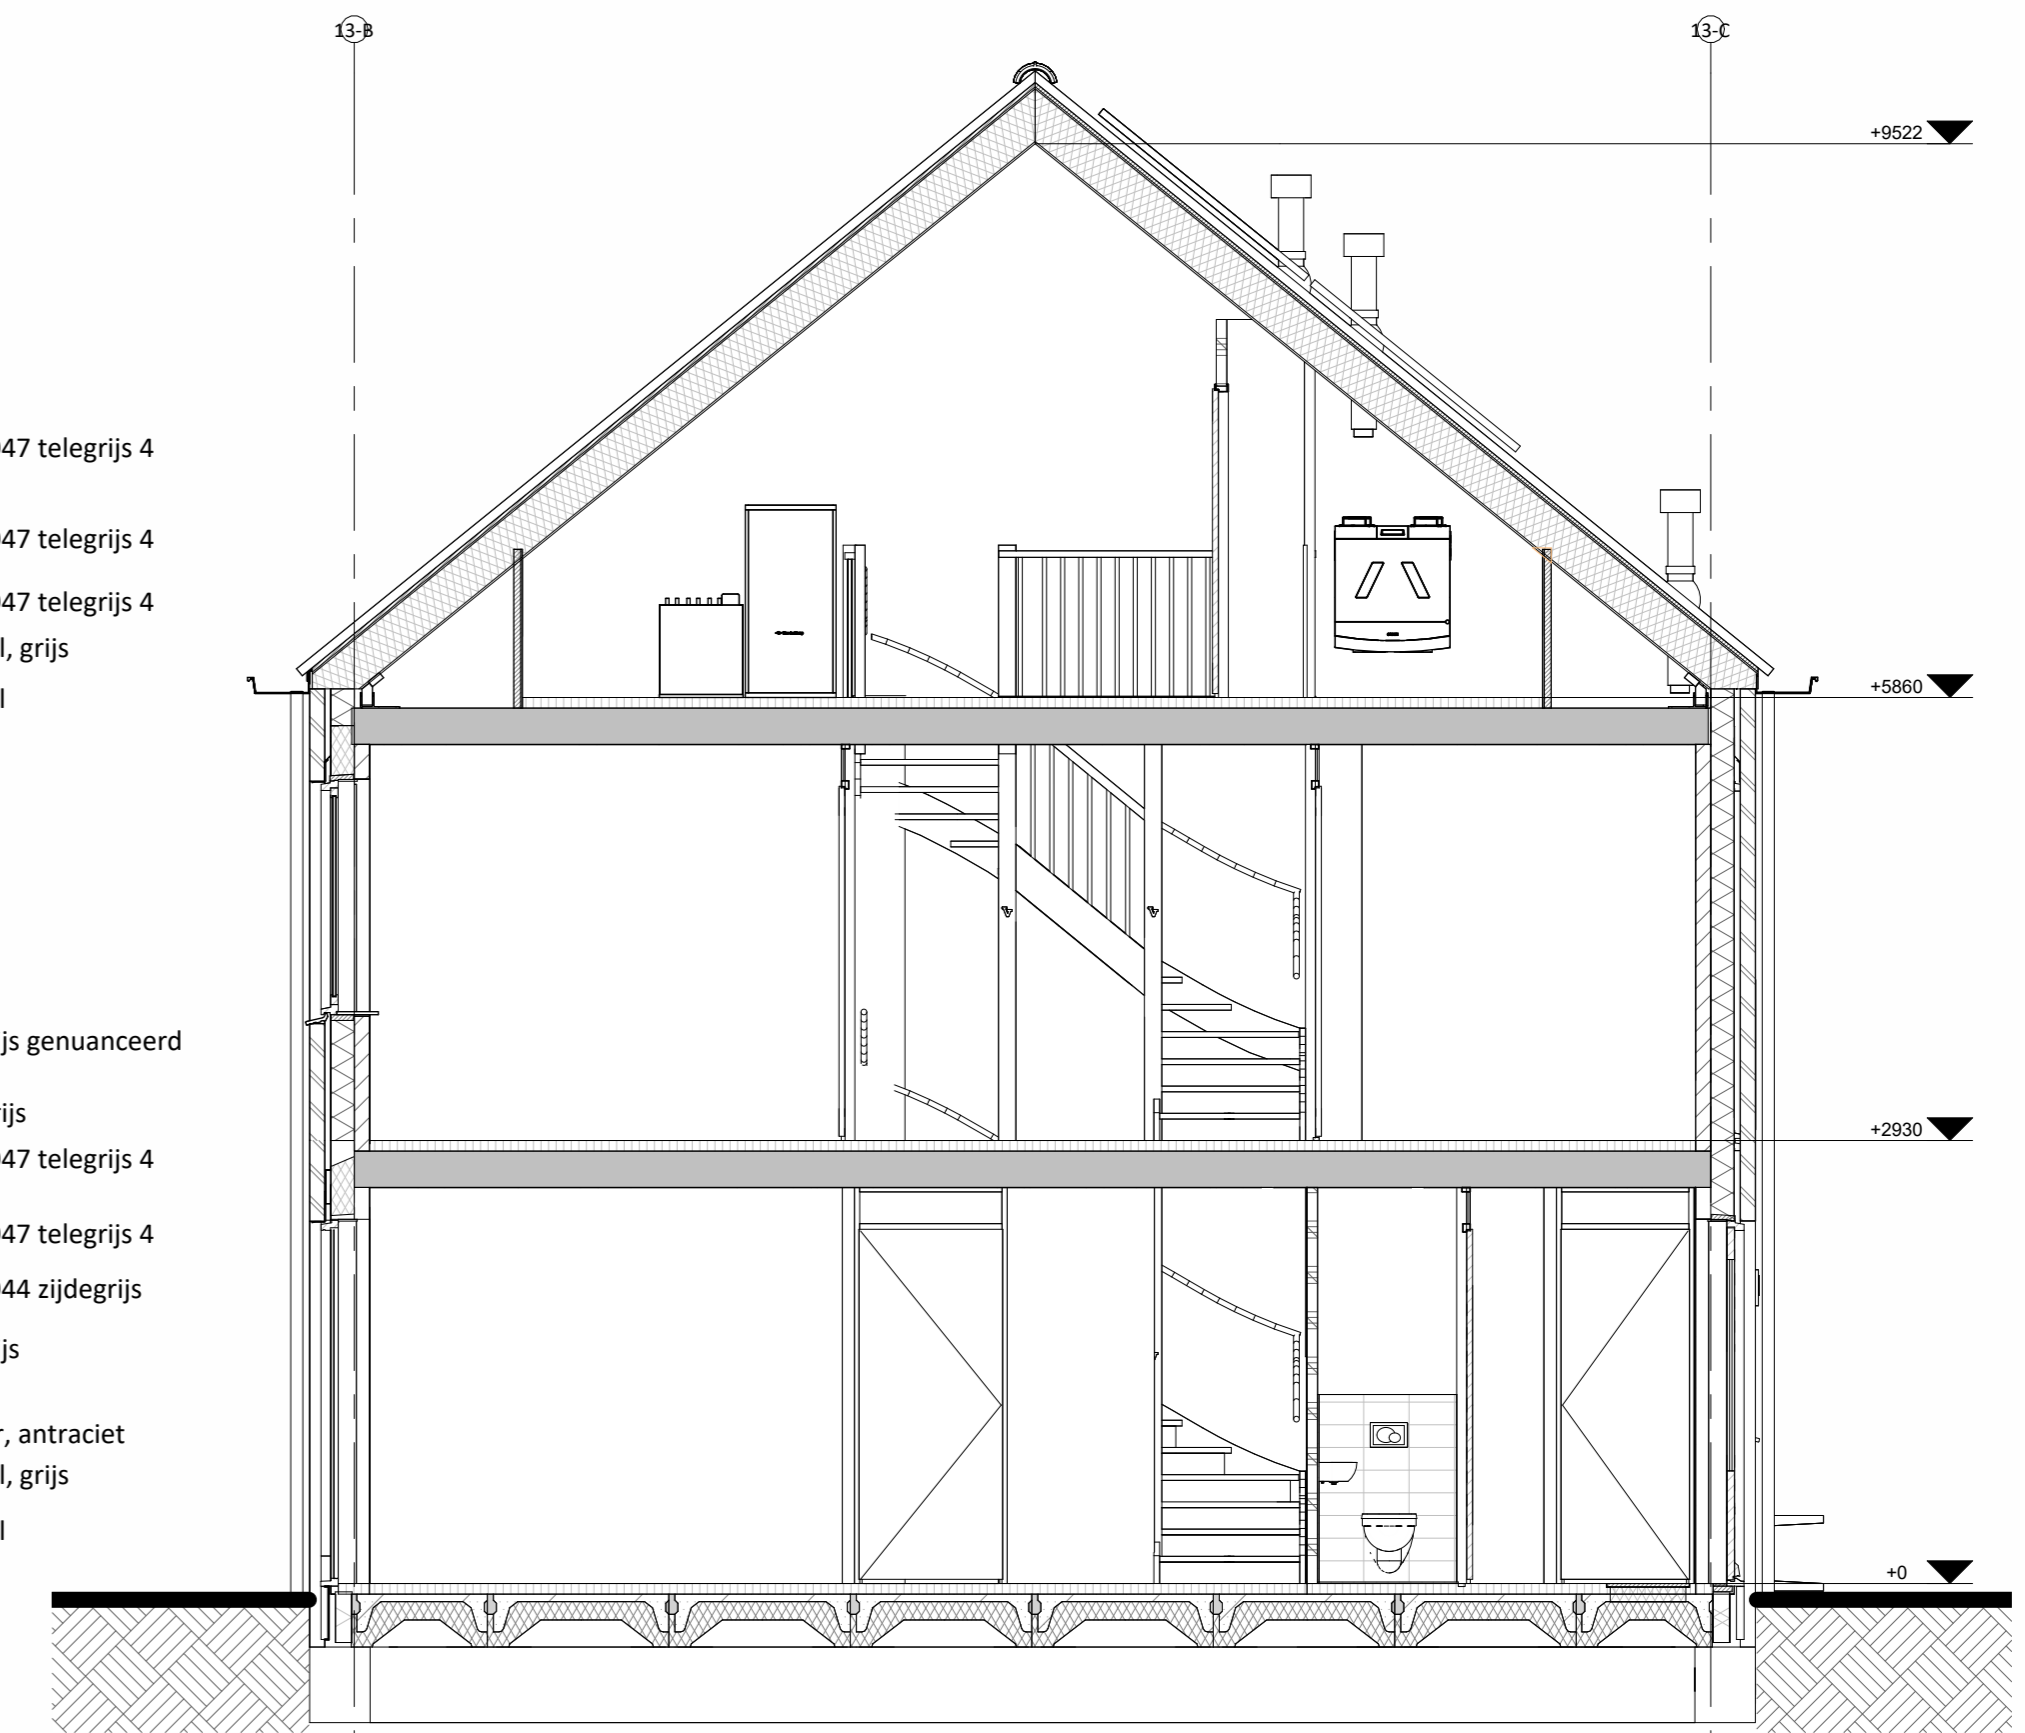 13-B
13-C
+9522
47 telegrijs 4
47 telegrijs 4
47 telegrijs 4
l, grijs
+5860
l
js genuanceerd
ijs
+2930
47 telegrijs 4
47 telegrijs 4
44 zijdegrijs
js
r, antraciet
l, grijs
l
+0